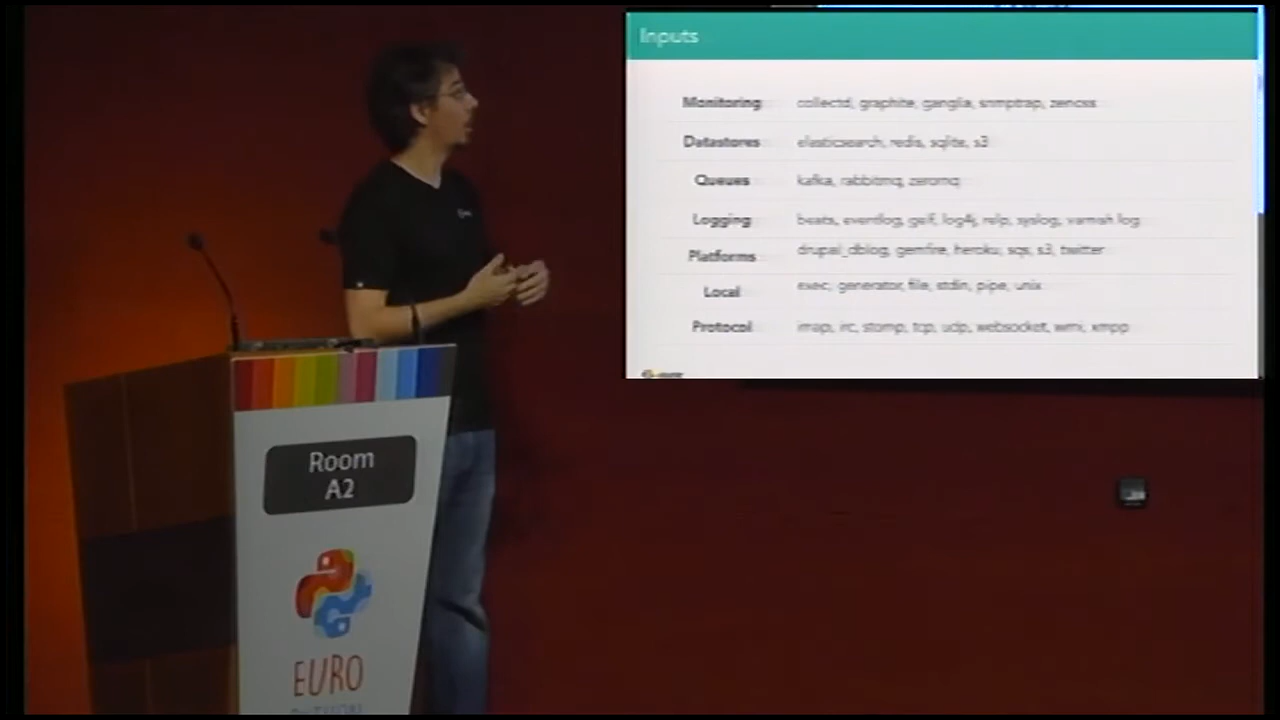 Inputs
Monitoring collectd, graphite, ganglia, snmptrap, zenoss
Datastores elasticsearch, redis, sqlite, s3
Queues kafka, rabbitmq, zeromq
Logging beats, eventlog, gelf, log4j, relp, syslog, varnish log
Platforms drupal_dblog, gemfire, heroku, sqs, s3, twitter
Local exec, generator, file, stdin, pipe, unix
Protocol imap, irc, stomp, tcp, udp, websocket, wmi, xmpp
Room
A2
EURO
PYTHON